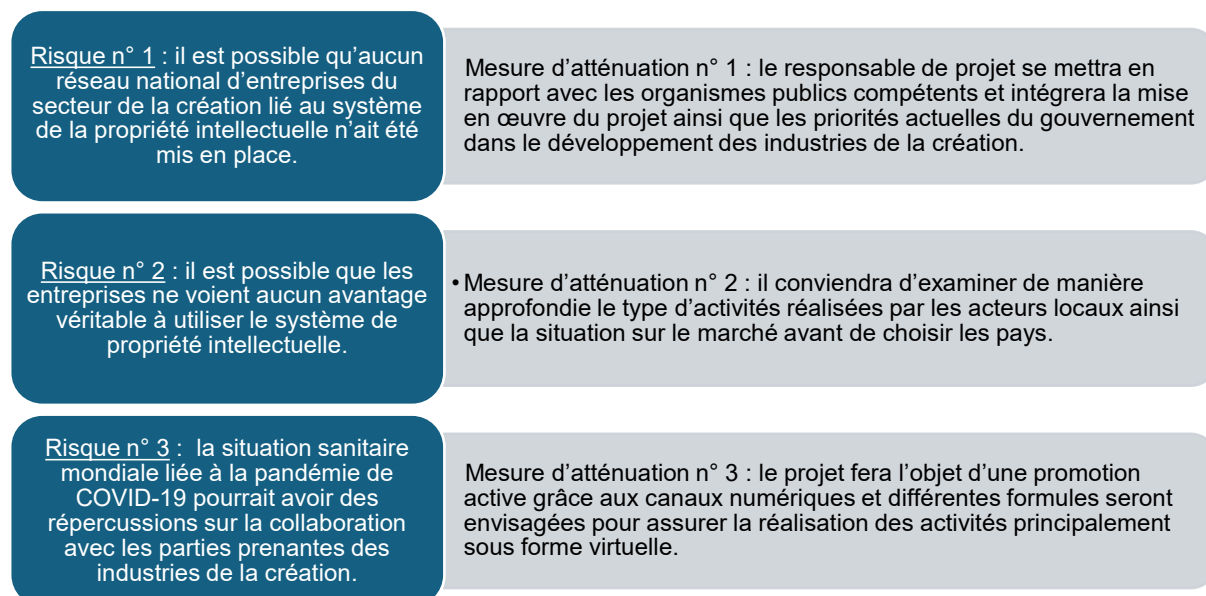 Risque n° 1 : il est possible qu’aucun
réseau national d’entreprises du
secteur de la création lié au système
de la propriété intellectuelle n’ait été
mis en place.
Mesure d’atténuation n° 1 : le responsable de projet se mettra en
rapport avec les organismes publics compétents et intégrera la mise
en œuvre du projet ainsi que les priorités actuelles du gouvernement
dans le développement des industries de la création.
Risque n° 2 : il est possible que les
entreprises ne voient aucun avantage
véritable à utiliser le système de
propriété intellectuelle.
• Mesure d’atténuation n° 2 : il conviendra d’examiner de manière
approfondie le type d’activités réalisées par les acteurs locaux ainsi
que la situation sur le marché avant de choisir les pays.
Risque n° 3 : la situation sanitaire
mondiale liée à la pandémie de
COVID-19 pourrait avoir des
répercussions sur la collaboration
avec les parties prenantes des
industries de la création.
Mesure d’atténuation n° 3 : le projet fera l’objet d’une promotion
active grâce aux canaux numériques et différentes formules seront
envisagées pour assurer la réalisation des activités principalement
sous forme virtuelle.